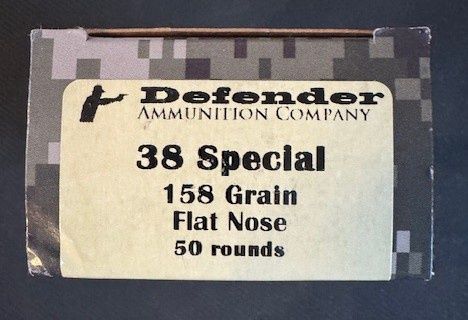 Defender
AMMUNITION COMPANY
38 Special
158 Grain
Flat Nose
50 rounds